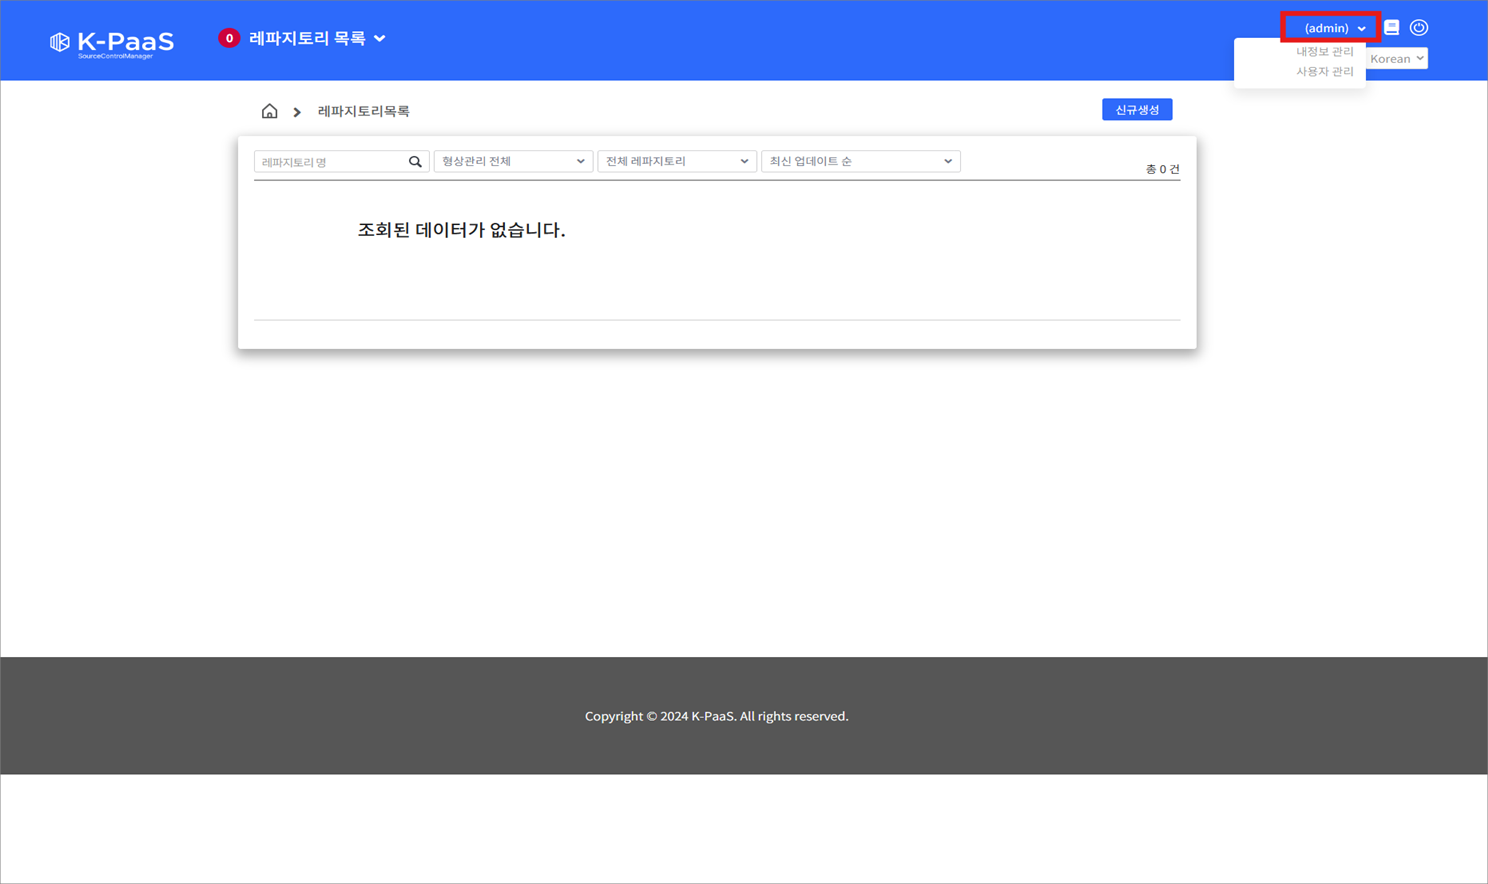 K-PaaS
SourceControlManager
0 레파지토리 목록
(admin)
내정보 관리
사용자 관리
Korean
레파지토리목록
신규생성
레파지토리 명
형상관리 전체
전체 레파지토리
최신 업데이트 순
총 0 건
조회된 데이터가 없습니다.
Copyright © 2024 K-PaaS. All rights reserved.